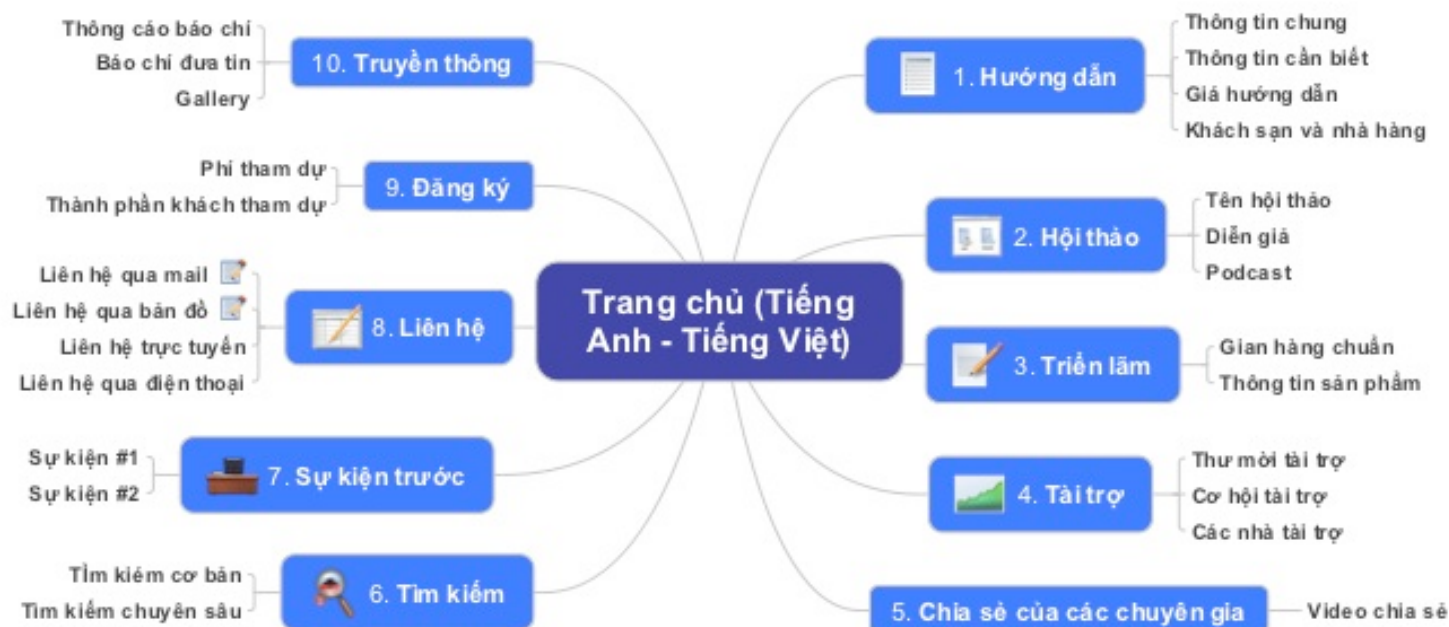 Trang chủ (Tiếng
Anh - Tiếng Việt)
1. Hướng dẫn
Thông tin chung
Thông tin cần biết
Giá hướng dẫn
Khách sạn và nhà hàng
2. Hội thảo
Tên hội thảo
Diễn giả
Podcast
3. Triển lãm
Gian hàng chuẩn
Thông tin sản phẩm
4. Tài trợ
Thư mời tài trợ
Cơ hội tài trợ
Các nhà tài trợ
5. Chia sẻ của các chuyên gia
Video chia sẻ
6. Tìm kiếm
Tìm kiém cơ bản
Tìm kiếm chuyên sâu
7. Sự kiện trước
Sự kiện #1
Sự kiện #2
8. Liên hệ
Liên hệ qua mail
Liên hệ qua bản đồ
Liên hệ trực tuyến
Liên hệ qua điện thoại
9. Đăng ký
Phí tham dự
Thành phần khách tham dự
10. Truyền thông
Thông cáo báo chí
Báo chí đưa tin
Gallery